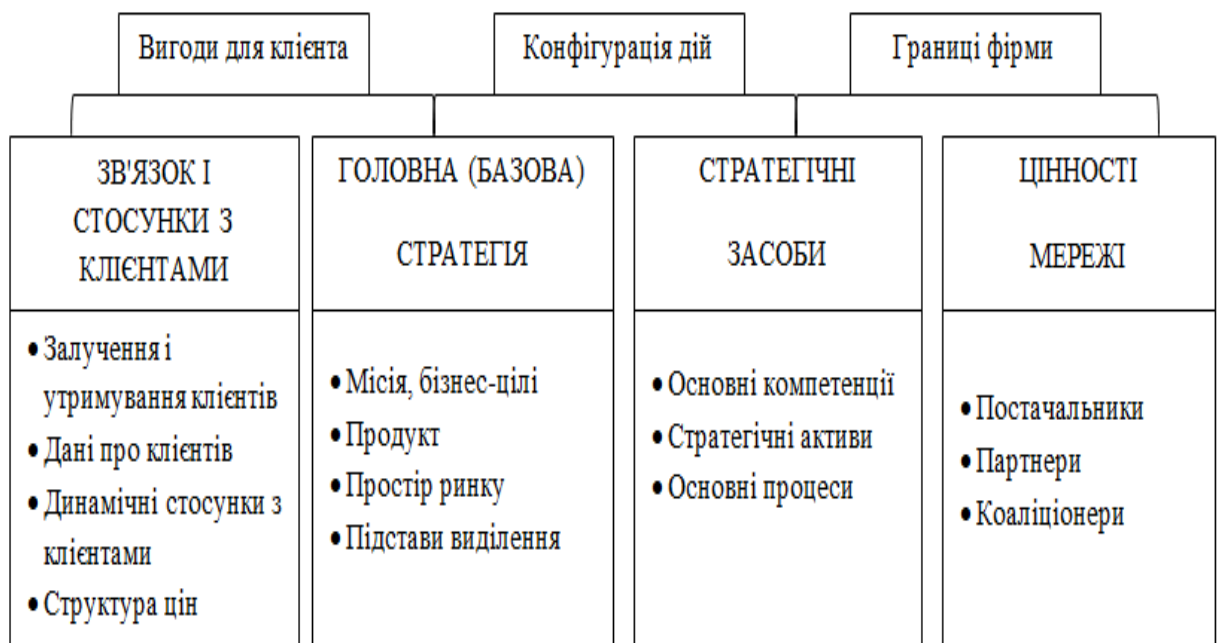 Вигоди для клієнта
Конфігурація дій
Границі фірми
ЗВ'ЯЗОК І
СТОСУНКИ З
КЛІЄНТАМИ
• Залучення і
утримування клієнтів
• Дані про клієнтів
• Динамічні стосунки з
клієнтами
• Структура цін
ГОЛОВНА (БАЗОВА)
СТРАТЕГІЯ
• Місія, бізнес-цілі
• Продукт
• Простір ринку
• Підстави виділення
СТРАТЕГІЧНІ
ЗАСОБИ
• Основні компетенції
• Стратегічні активи
• Основні процеси
ЦІННОСТІ
МЕРЕЖІ
• Постачальники
• Партнери
• Коаліціонери